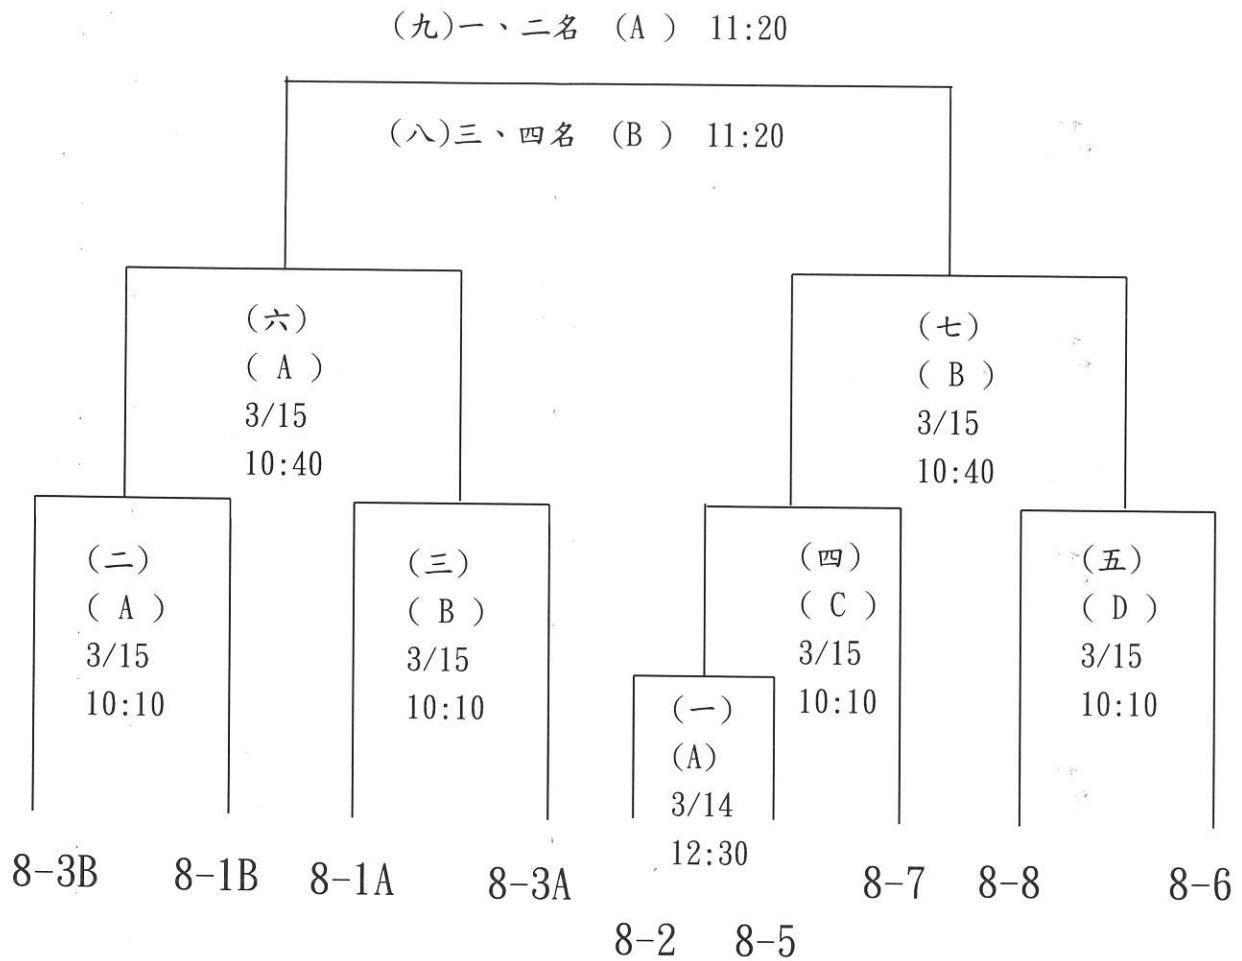 (九)一、二名 (A ) 11:20
(八)三、四名 (B ) 11:20
(六)
( A )
3/15
10:40
(七)
( B )
3/15
10:40
(二)
( A )
3/15
10:10
(三)
( B )
3/15
10:10
(四)
( C )
3/15
10:10
(五)
( D )
3/15
10:10
(一)
(A)
3/14
12:30
8-3B
8-1B
8-1A
8-3A
8-7
8-8
8-6
8-2
8-5